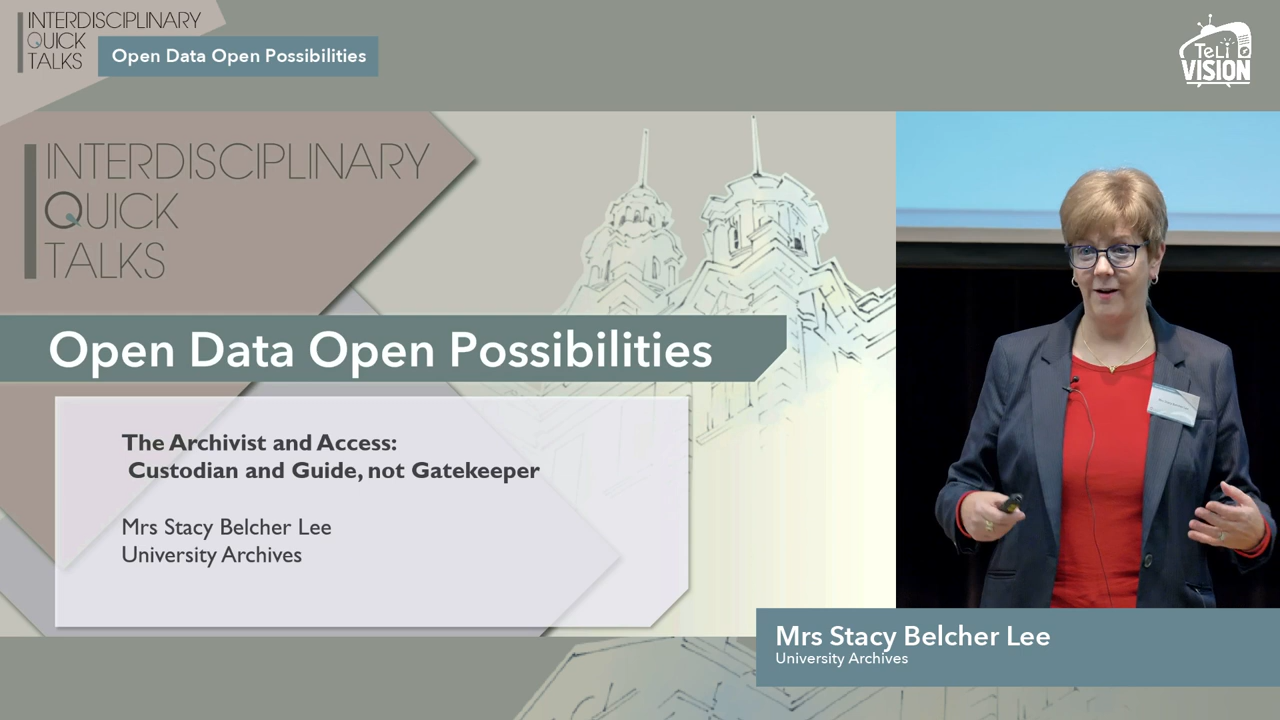 INTERDISCIPLINARY
QUICK
TALKS
Open Data Open Possibilities
TeLi
VISION
INTERDISCIPLINARY
QUICK
TALKS
Open Data Open Possibilities
The Archivist and Access:
Custodian and Guide, not Gatekeeper
Mrs Stacy Belcher Lee
University Archives
Mrs Stacy Belcher Lee
University Archives